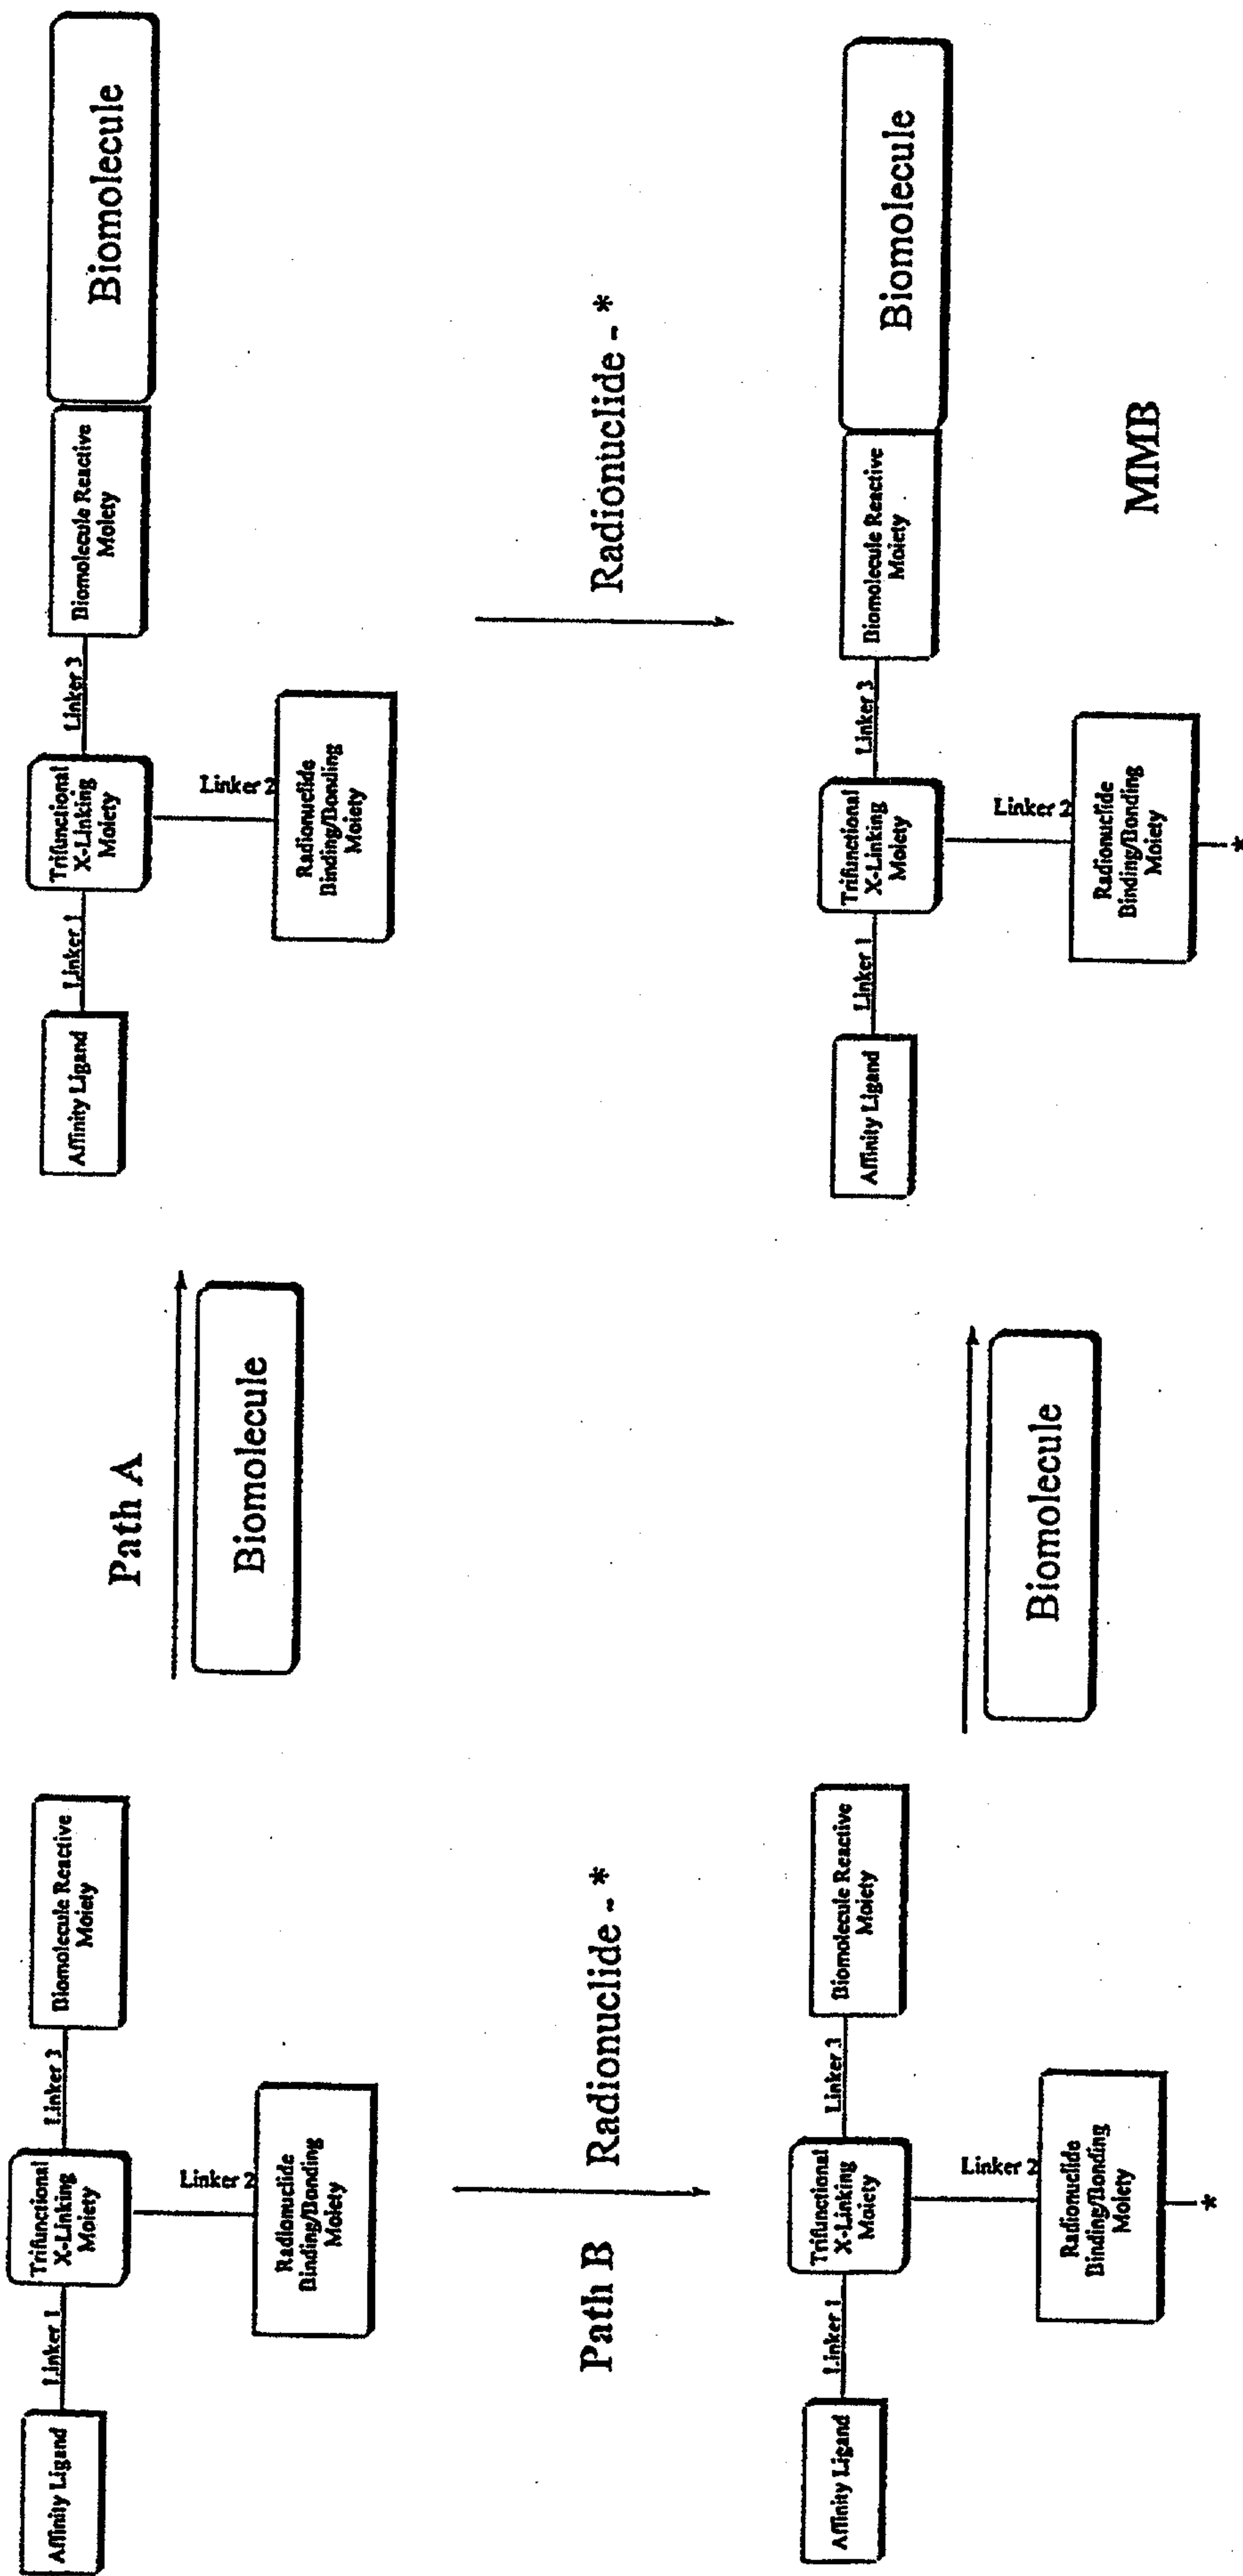 Affinity Ligand
Linker 1
Trifunctional
X-Linking
Moiety
Linker 3
Biomolecule Reactive
Moiety
Linker 2
Radionuclide
Binding/Bonding
Moiety
Path A
Biomolecule
Affinity Ligand
Linker 1
Trifunctional
X-Linking
Moiety
Linker 3
Biomolecule Reactive
Moiety
Biomolecule
Linker 2
Radionuclide
Binding/Bonding
Moiety
Path B
Radionuclide - *
Radionuclide - *
Affinity Ligand
Linker 1
Trifunctional
X-Linking
Moiety
Linker 3
Biomolecule Reactive
Moiety
Linker 2
Radionuclide
Binding/Bonding
Moiety
*
Biomolecule
Affinity Ligand
Linker 1
Trifunctional
X-Linking
Moiety
Linker 3
Biomolecule Reactive
Moiety
Biomolecule
Linker 2
Radionuclide
Binding/Bonding
Moiety
*
MMB